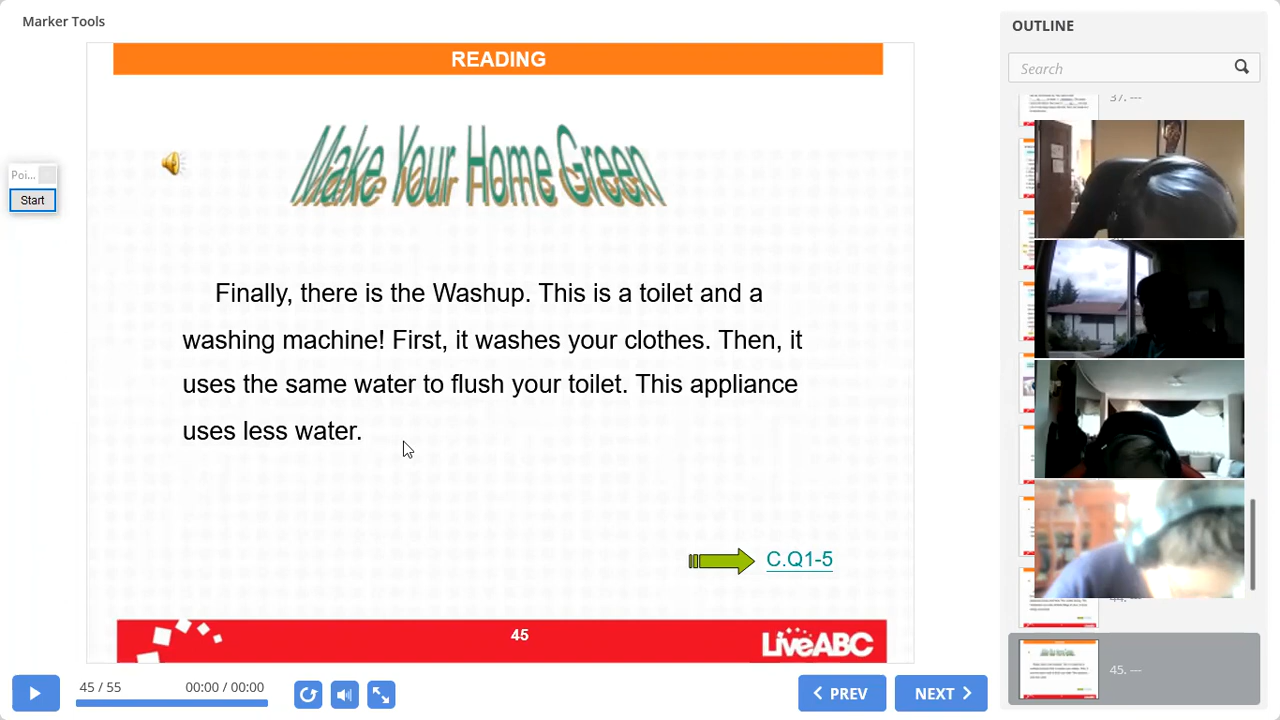 Marker Tools
OUTLINE
Search
READING
37. ---
Make Your Home Green
Poi...
Start
Finally, there is the Washup. This is a toilet and a
washing machine! First, it washes your clothes. Then, it
uses the same water to flush your toilet. This appliance
uses less water.
C.Q1-5
44. ---
45
LiveABC
45. ---
45 / 55
00:00 / 00:00
PREV
NEXT